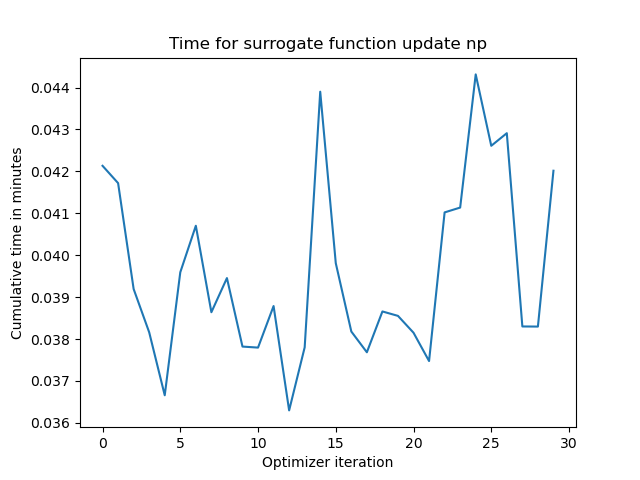 Time for surrogate function update np
0.044
0.043
0.042
0.041
0.040
0.039
0.038
0.037
0.036
Cumulative time in minutes
0 5 10 15 20 25 30
Optimizer iteration